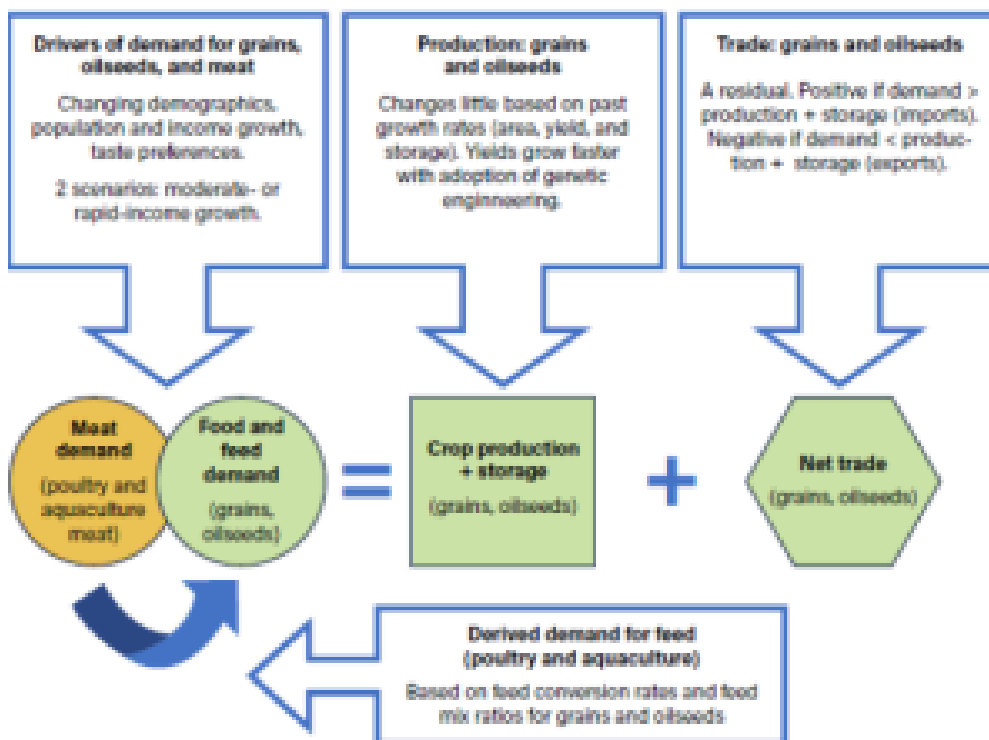 Drivers of demand for grains,
oilseeds, and meat
Changing demographics,
population and income growth,
taste preferences.
2 scenarios: moderate- or
rapid-income growth.
Production: grains
and oilseeds
Changes little based on past
growth rates (area, yield, and
storage). Yields grow faster
with adoption of genetic
enginneering.
Trade: grains and oilseeds
A residual. Positive if demand >
production + storage (imports).
Negative if demand < produc-
tion + storage (exports).
Meat
demand
(poultry and
aquaculture
meat)
Food and
feed
demand
(grains,
oilseeds)
=
Crop production
+ storage
(grains, oilseeds)
+
Net trade
(grains, oilseeds)
Derived demand for feed
(poultry and aquaculture)
Based on feed conversion rates and feed
mix ratios for grains and oilseeds